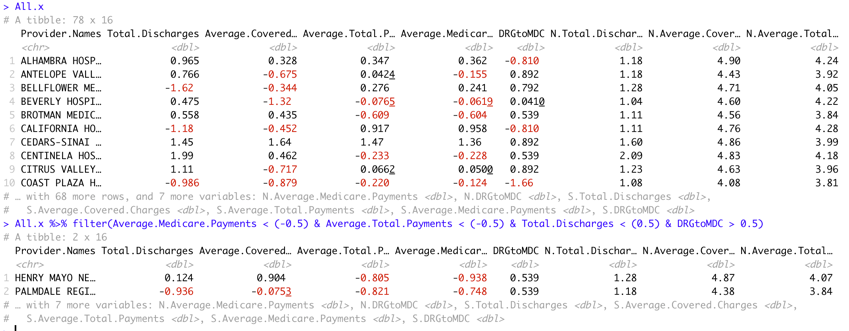 > All.x
# A tibble: 78 x 16
Provider.Names Total.Discharges Average.Covered… Average.Total.P… Average.Medicar… DRGtoMDC N.Total.Dischar… N.Average.Cover… N.Average.Total…
<chr> <dbl> <dbl> <dbl> <dbl> <dbl> <dbl> <dbl> <dbl>
1 ALHAMBRA HOSP… 0.965 0.328 0.347 0.362 -0.810 1.18 4.90 4.24
2 ANTELOPE VALL… 0.766 -0.675 0.0424 -0.155 0.892 1.18 4.43 3.92
3 BELLFLOWER ME… -1.62 -0.344 0.276 0.241 0.792 1.28 4.71 4.05
4 BEVERLY HOSPI… 0.475 -1.32 -0.0765 -0.0619 0.0410 1.04 4.60 4.22
5 BROTMAN MEDIC… 0.558 0.435 -0.609 -0.604 0.539 1.11 4.56 3.84
6 CALIFORNIA HO… -1.18 -0.452 0.917 0.958 -0.810 1.11 4.76 4.28
7 CEDARS-SINAI … 1.45 1.64 1.47 1.36 0.892 1.60 4.86 3.99
8 CENTINELA HOS… 1.99 0.462 -0.233 -0.228 0.539 2.09 4.83 4.18
9 CITRUS VALLEY… 1.11 -0.717 0.0662 0.0500 0.539 1.23 4.63 3.96
10 COAST PLAZA H… -0.986 -0.879 -0.220 -0.124 -1.66 1.08 4.08 3.81
# … with 68 more rows, and 7 more variables: N.Average.Medicare.Payments <dbl>, N.DRGtoMDC <dbl>, S.Total.Discharges <dbl>,
# S.Average.Covered.Charges <dbl>, S.Average.Total.Payments <dbl>, S.Average.Medicare.Payments <dbl>, S.DRGtoMDC <dbl>
> All.x %>% filter(Average.Medicare.Payments < (-0.5) & Average.Total.Payments < (-0.5) & Total.Discharges < (0.5) & DRGtoMDC > 0.5)
# A tibble: 2 x 16
Provider.Names Total.Discharges Average.Covered… Average.Total.P… Average.Medicar… DRGtoMDC N.Total.Dischar… N.Average.Cover… N.Average.Total…
<chr> <dbl> <dbl> <dbl> <dbl> <dbl> <dbl> <dbl> <dbl>
1 HENRY MAYO NE… 0.124 0.904 -0.805 -0.938 0.539 1.28 4.87 4.07
2 PALMDALE REGI… -0.936 -0.0753 -0.821 -0.748 0.539 1.18 4.38 3.84
# … with 7 more variables: N.Average.Medicare.Payments <dbl>, N.DRGtoMDC <dbl>, S.Total.Discharges <dbl>, S.Average.Covered.Charges <dbl>,
# S.Average.Total.Payments <dbl>, S.Average.Medicare.Payments <dbl>, S.DRGtoMDC <dbl>